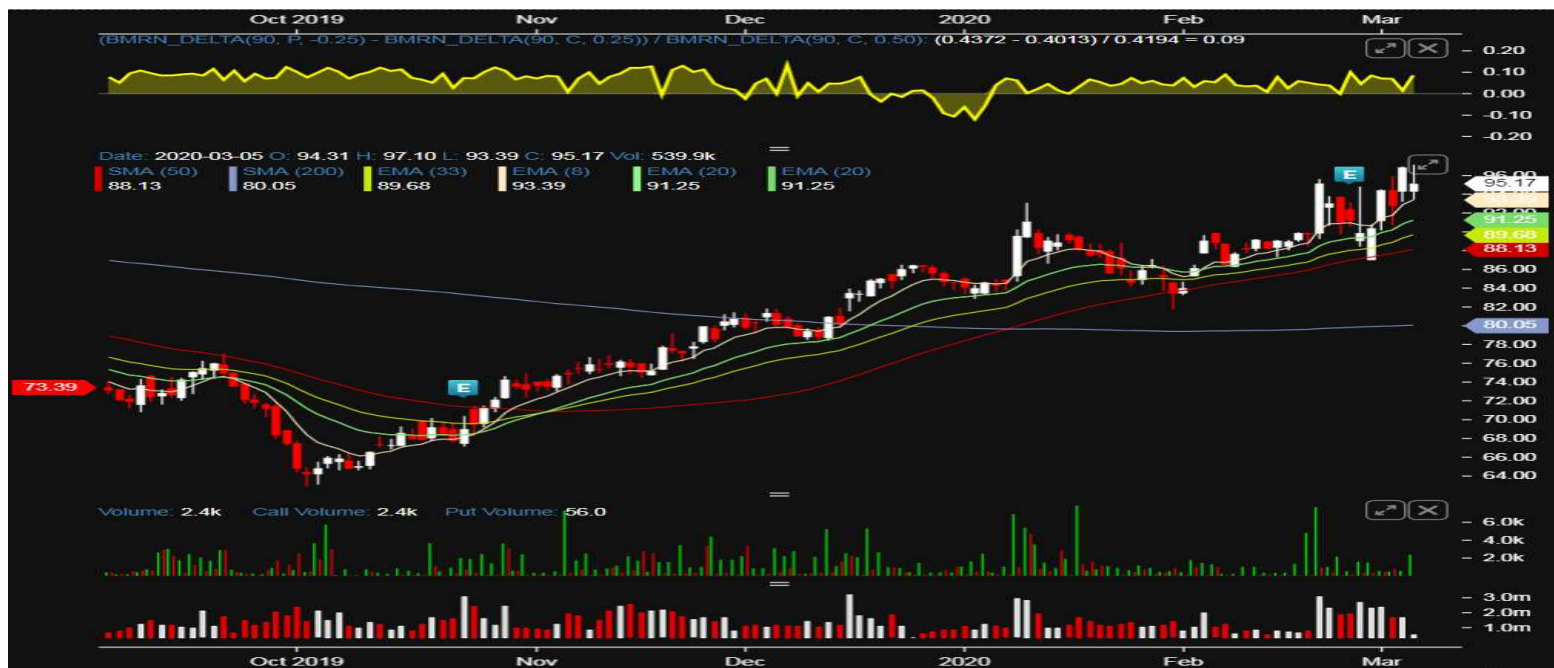 Oct 2019 Nov Dec 2020 Feb Mar
(BMRN_DELTA(90, P, -0.25) - BMRN_DELTA(90, C, 0.25)) / BMRN_DELTA(90, C, 0.50): (0.4372 - 0.4013) / 0.4194 = 0.09
0.20
0.10
0.00
-0.10
-0.20
Date: 2020-03-05 O: 94.31 H: 97.10 L: 93.39 C: 95.17 Vol: 539.9k
SMA (50) SMA (200) EMA (33) EMA (8) EMA (20) EMA (20)
88.13 80.05 89.68 93.39 91.25 91.25
E
96.00
95.17
91.25
89.68
88.13
86.00
84.00
82.00
80.05
78.00
76.00
73.39
E
74.00
72.00
70.00
68.00
66.00
64.00
Volume: 2.4k Call Volume: 2.4k Put Volume: 56.0
6.0k
4.0k
2.0k
3.0m
2.0m
1.0m
Oct 2019 Nov Dec 2020 Feb Mar